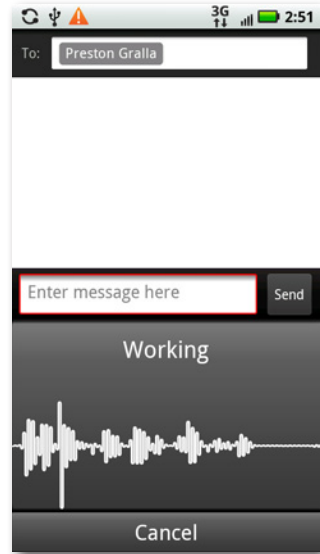 3G 2:51
To: Preston Gralla
Enter message here Send
Working
Cancel